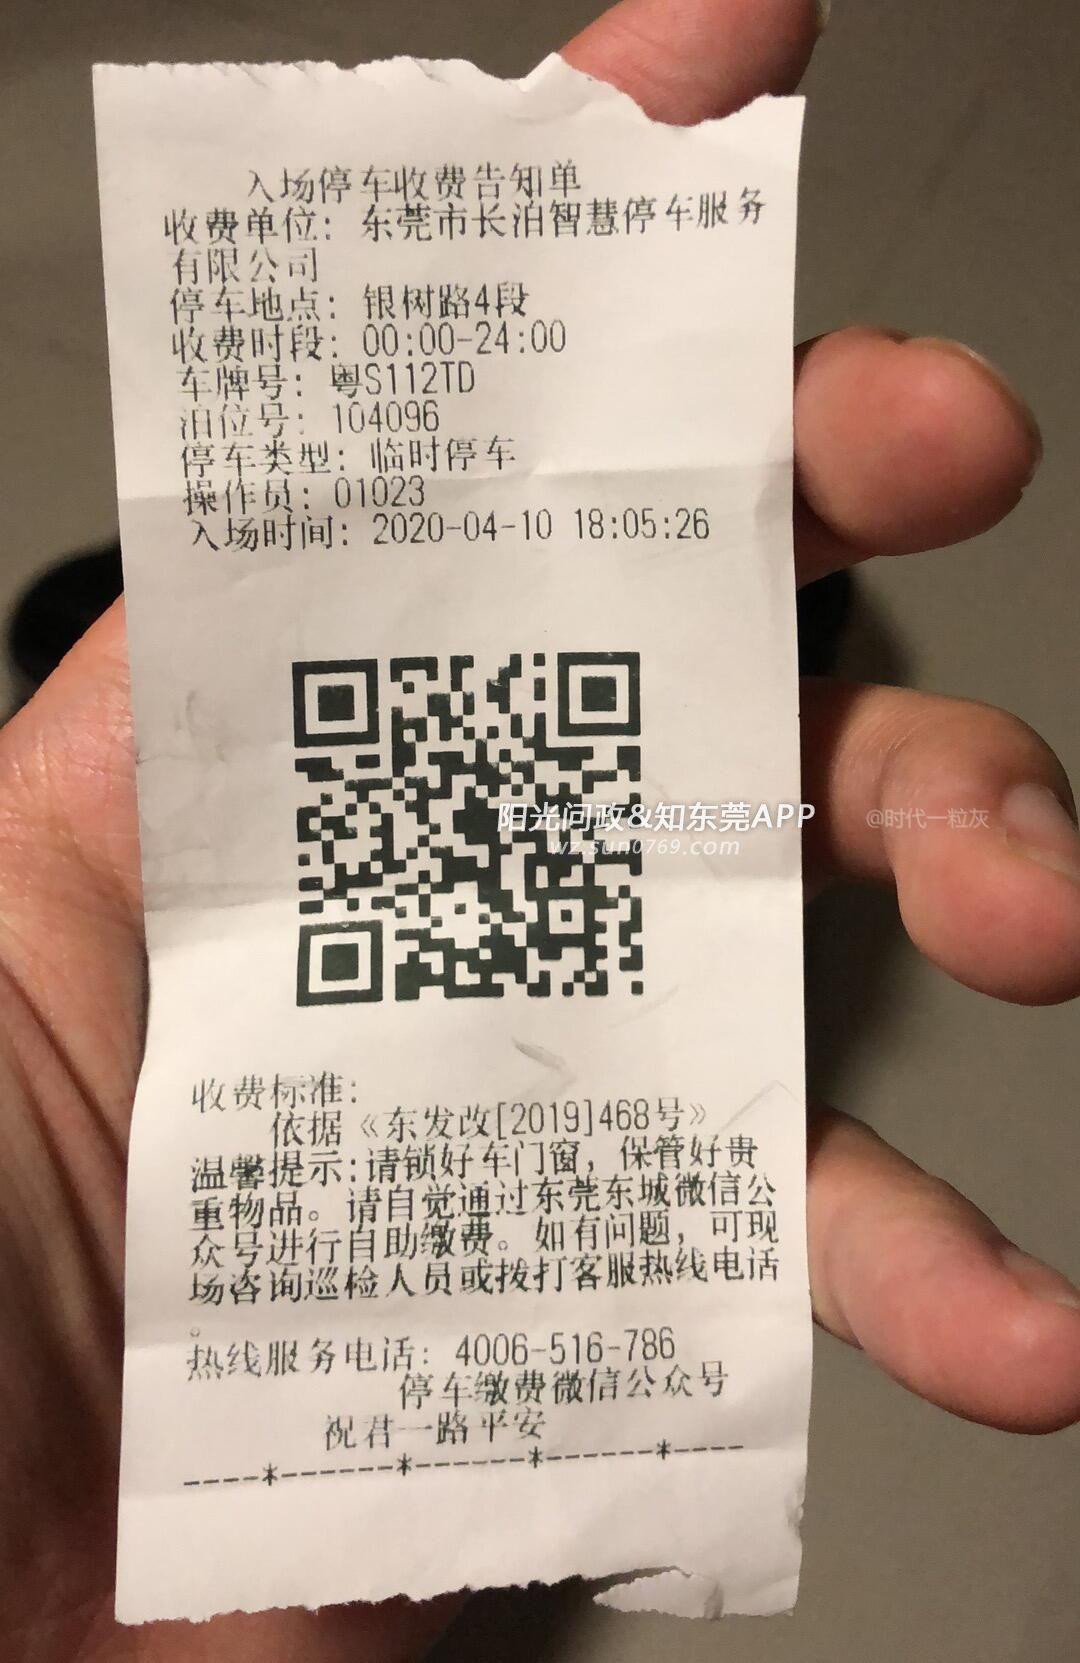 入场停车收费告知单
收费单位: 东莞市长泊智慧停车服务
有限公司
停车地点: 银树路4段
收费时段: 00:00-24:00
车牌号: 粤S112TD
泊位号: 104096
停车类型: 临时停车
操作员: 01023
入场时间: 2020-04-10 18:05:26
阳光问政&知东莞APP
wz.sun0769.com
@时代一粒灰
收费标准:
依据《东发改[2019]468号》
温馨提示:请锁好车门窗, 保管好贵
重物品。请自觉通过东莞东城微信公
众号进行自助缴费。如有问题, 可现
场咨询巡检人员或拨打客服热线电话
。
热线服务电话: 4006-516-786
停车缴费微信公众号
祝君一路平安
----*------*------*------*----